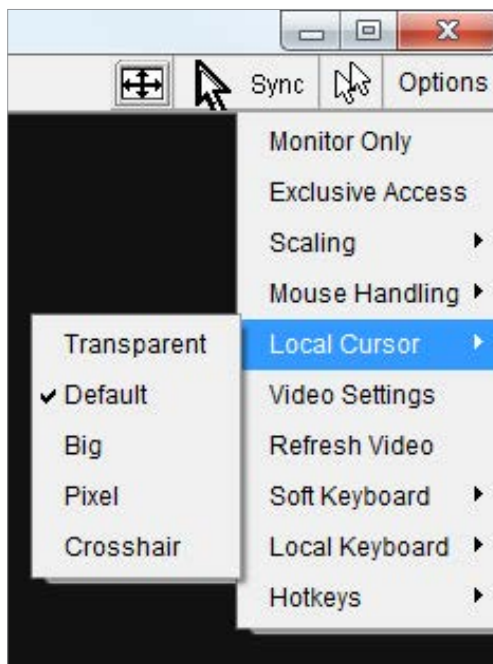 Sync Options
Monitor Only
Exclusive Access
Scaling
Mouse Handling
Local Cursor
Video Settings
Refresh Video
Soft Keyboard
Local Keyboard
Hotkeys
Transparent
Default
Big
Pixel
Crosshair